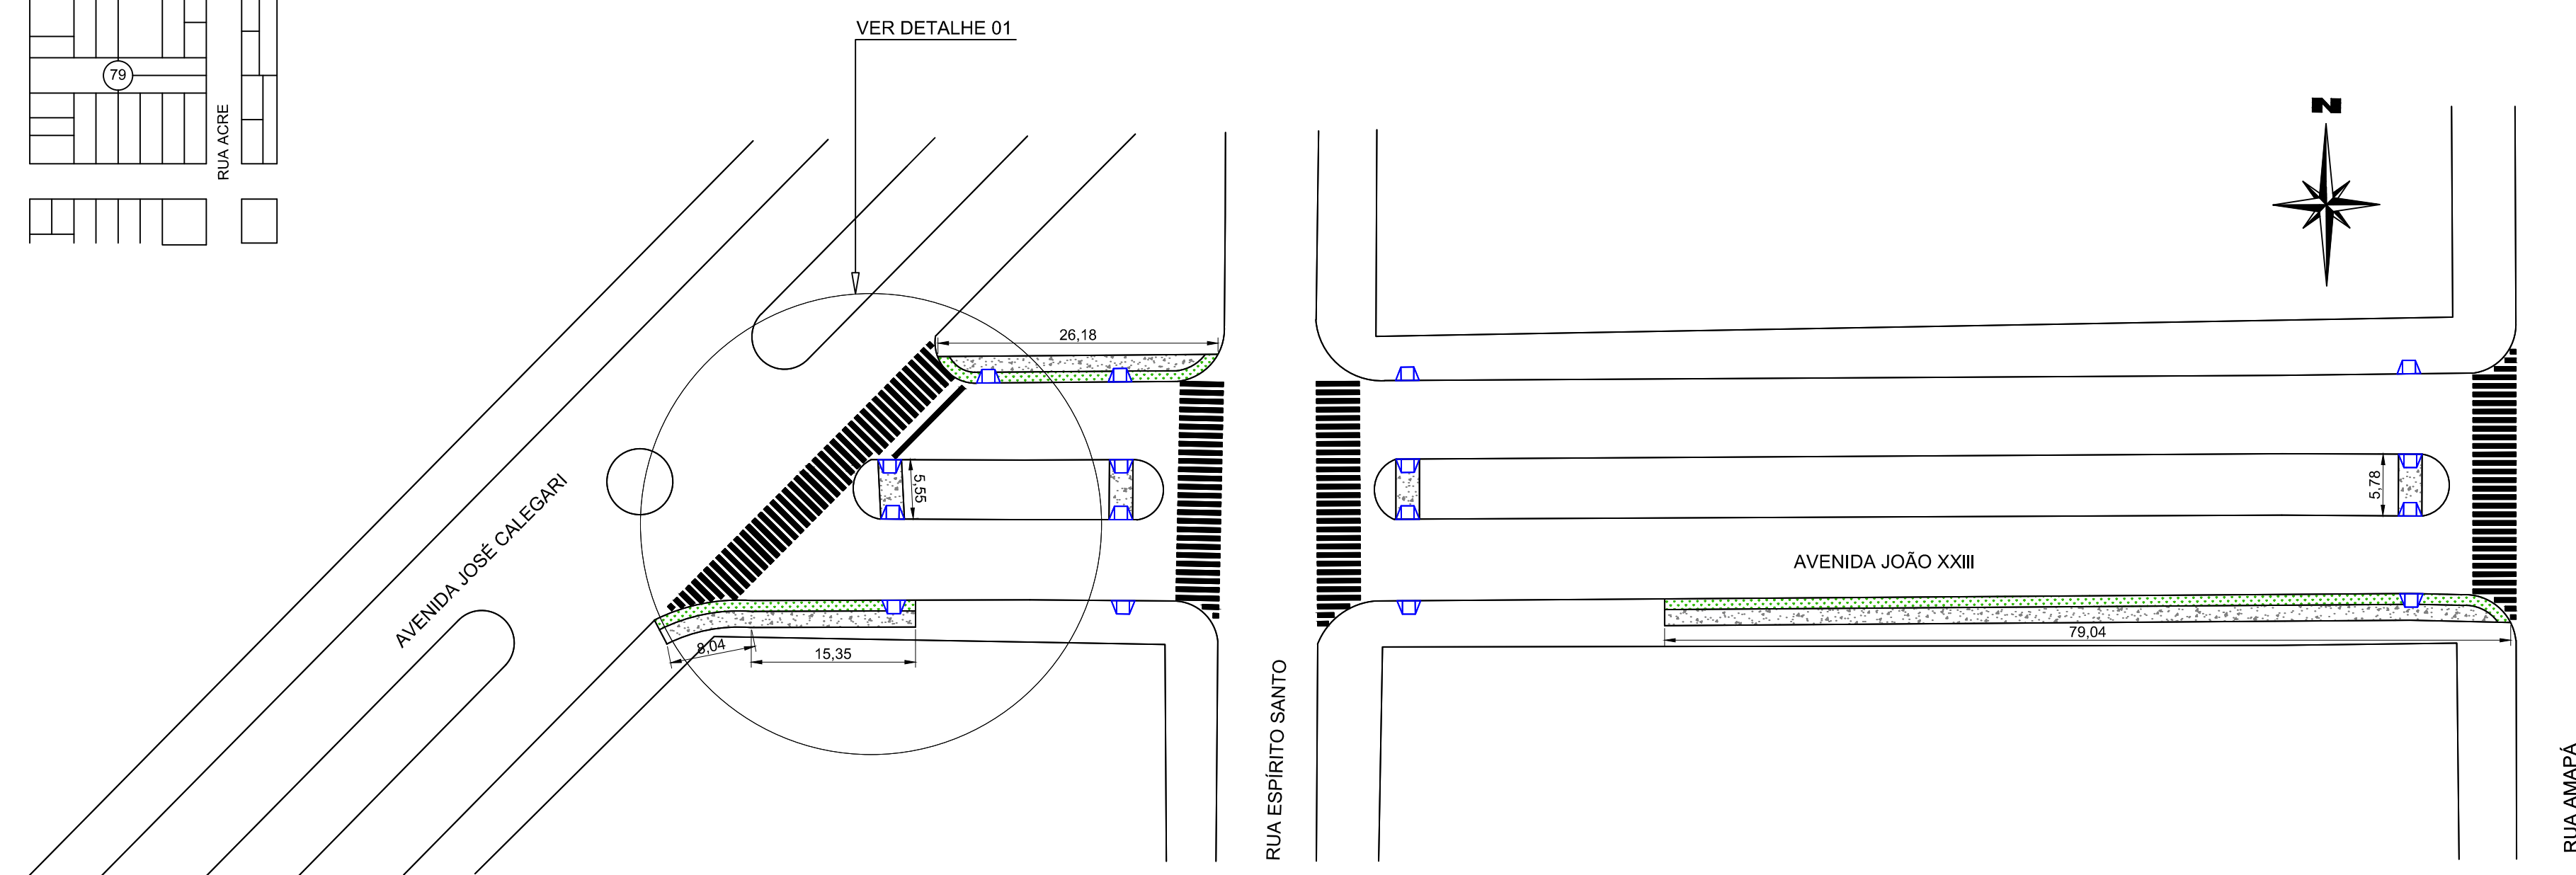 VER DETALHE 01
79
RUA ACRE
N
26,18
5,55
5,78
AVENIDA JOSÉ CALEGARI
AVENIDA JOÃO XXIII
8,04
15,35
79,04
RUA ESPÍRITO SANTO
RUA AMAPÁ